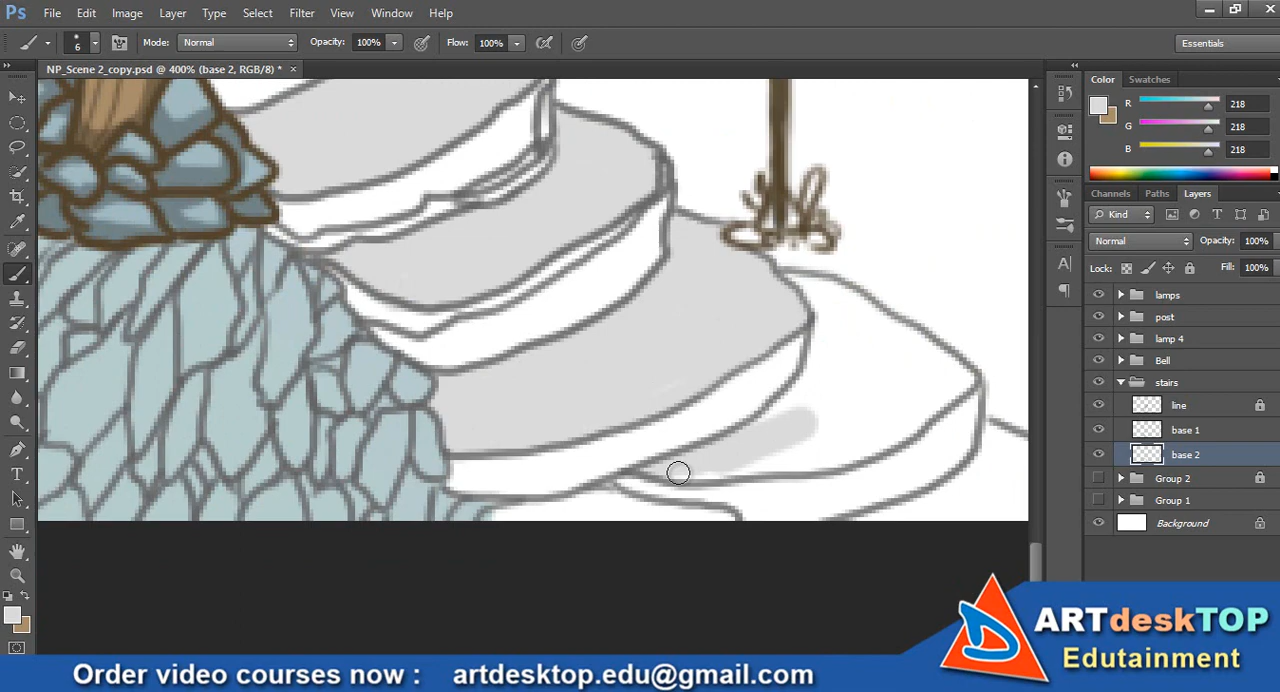 Ps File Edit Image Layer Type Select Filter View Window Help
6 Mode: Normal Opacity: 100% Flow: 100% Essentials
NP_Scene 2_copy.psd @ 400% (base 2, RGB/8) * ×
Color Swatches
R 218
G 218
B 218
Channels Paths Layers
Kind
Normal Opacity: 100%
Lock: Fill: 100%
lamps
post
lamp 4
Bell
stairs
line
base 1
base 2
Group 2
Group 1
Background
ARTdeskTOP
Edutainment
Order video courses now : artdesktop.edu@gmail.com